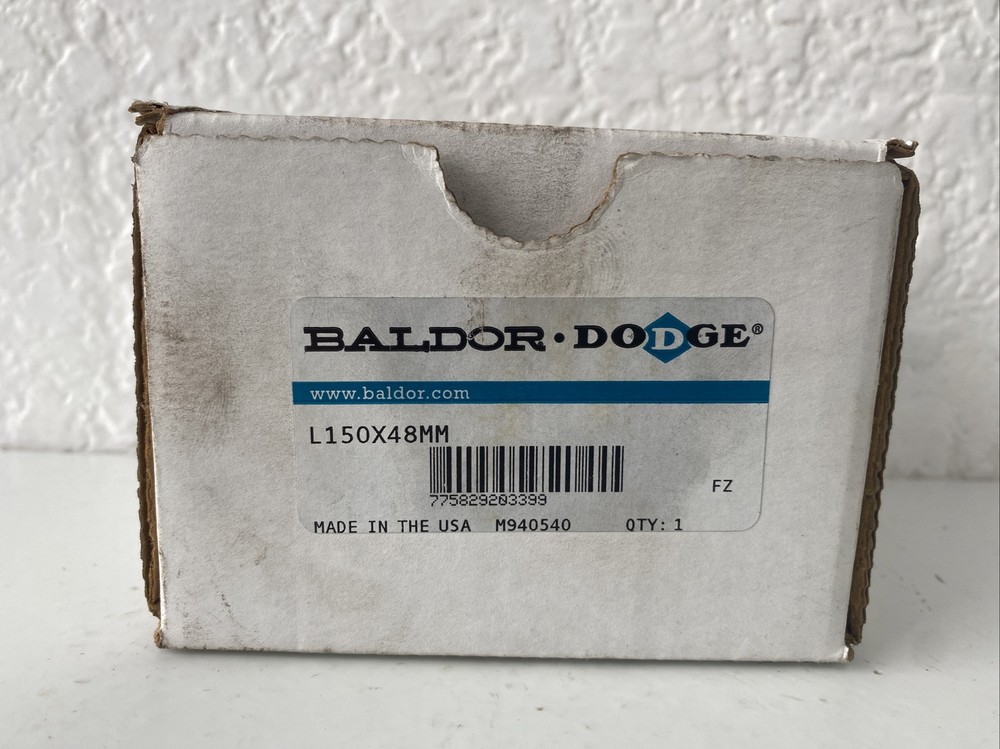 BALDOR · DODGE®
www.baldor.com
L150X48MM
775829203399
FZ
MADE IN THE USA M940540 QTY: 1